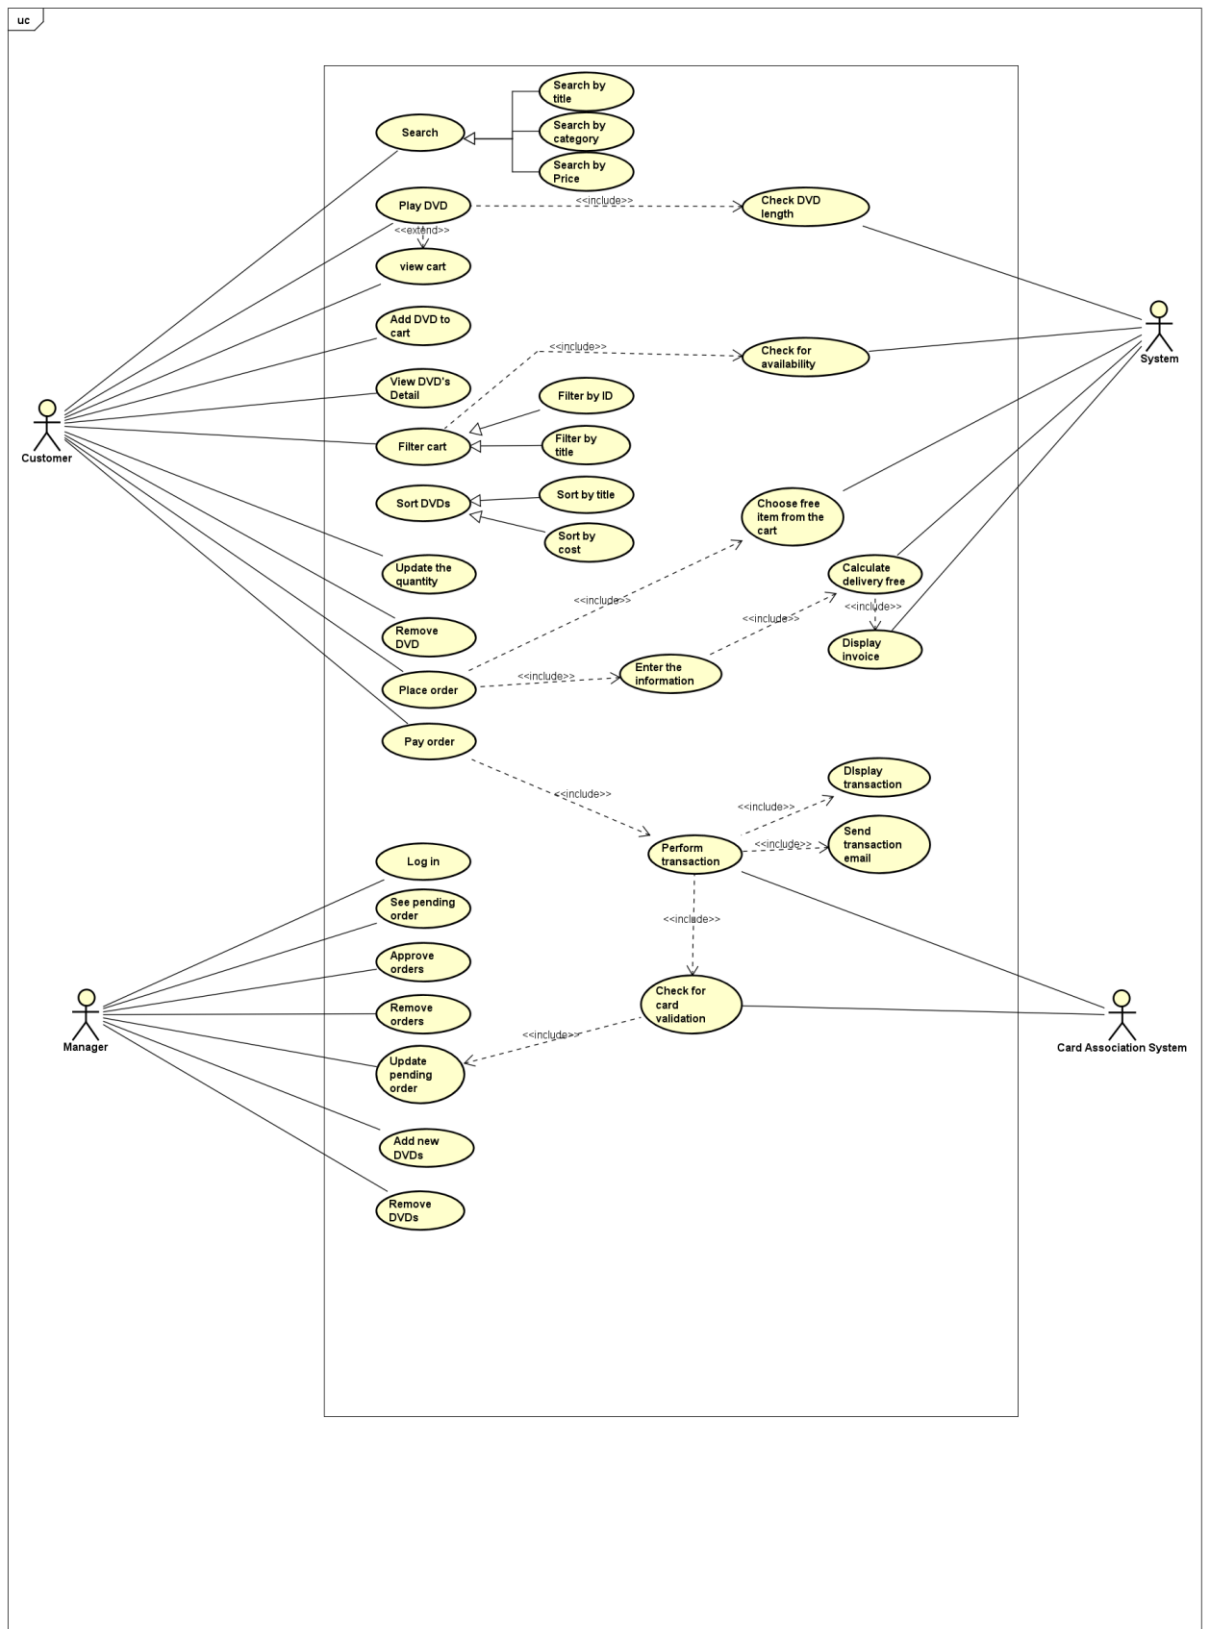 uc
Search by
title
Search
Search by
category
Search by
Price
Play DVD
<<include>>
Check DVD
length
<<extend>>
view cart
Add DVD to
cart
<<include>>
Check for
availability
System
View DVD's
Detail
Filter by ID
Customer
Filter cart
Filter by
title
Sort DVDs
Sort by title
Sort by
cost
Choose free
item from the
cart
Update the
quantity
<<include>>
Calculate
delivery free
<<include>>
<<include>>
Remove
DVD
Display
invoice
Place order
<<include>>
Enter the
information
Pay order
<<include>>
DIsplay
transaction
<<include>>
Perform
transaction
<<include>>
Send
transaction
email
Log in
See pending
order
<<include>>
Approve
orders
Manager
Remove
orders
Check for
card
validation
Card Association System
<<include>>
Update
pending
order
Add new
DVDs
Remove
DVDs